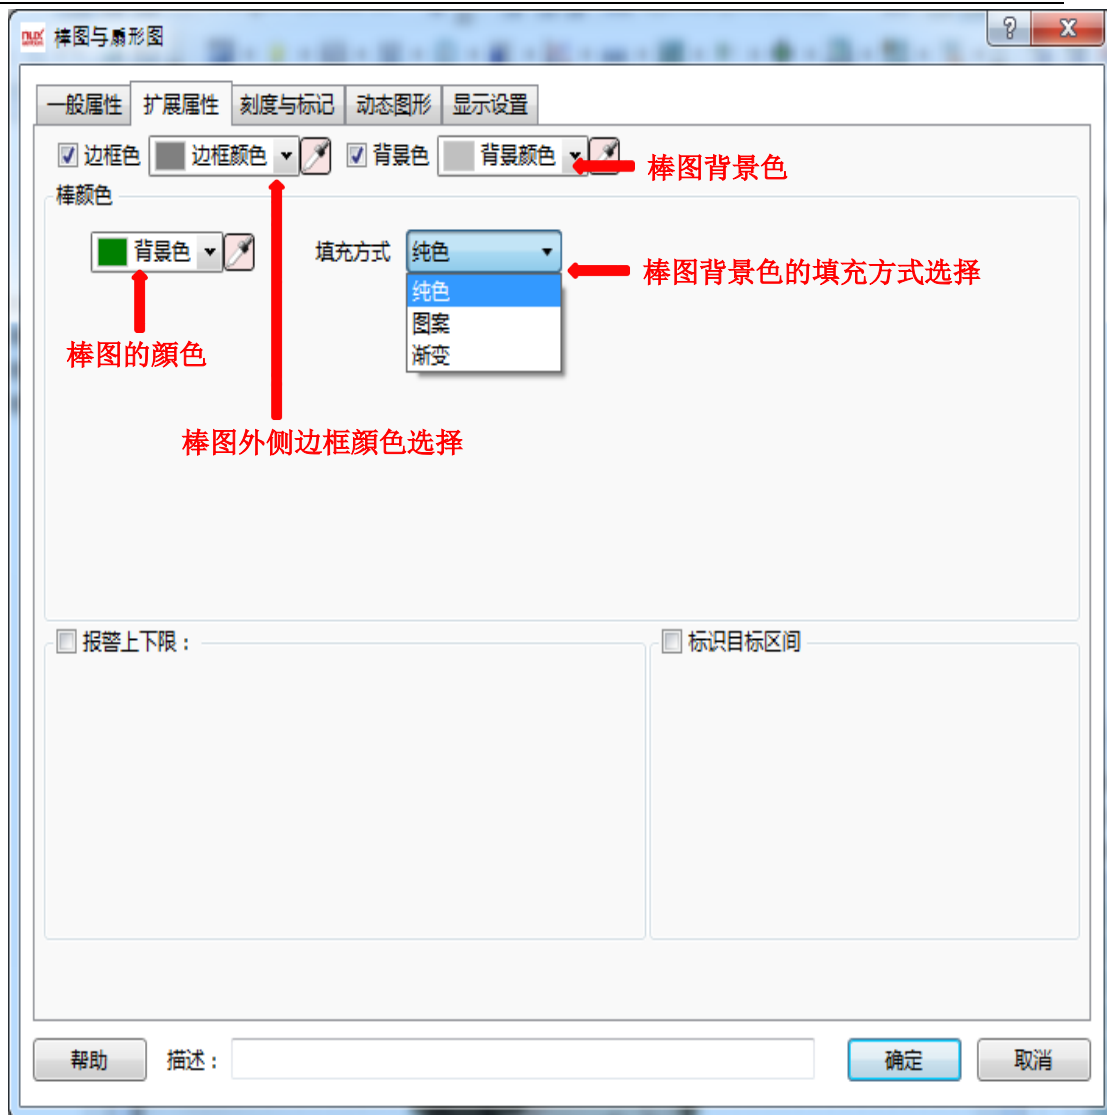 棒图与扇形图
一般属性 扩展属性 刻度与标记 动态图形 显示设置
边框色 边框颜色 背景色 背景颜色 棒图背景色
棒颜色
背景色 填充方式 纯色 棒图背景色的填充方式选择
纯色
图案
渐变
棒图的顔色
棒图外侧边框顔色选择
报警上下限： 标识目标区间
帮助 描述： 确定 取消